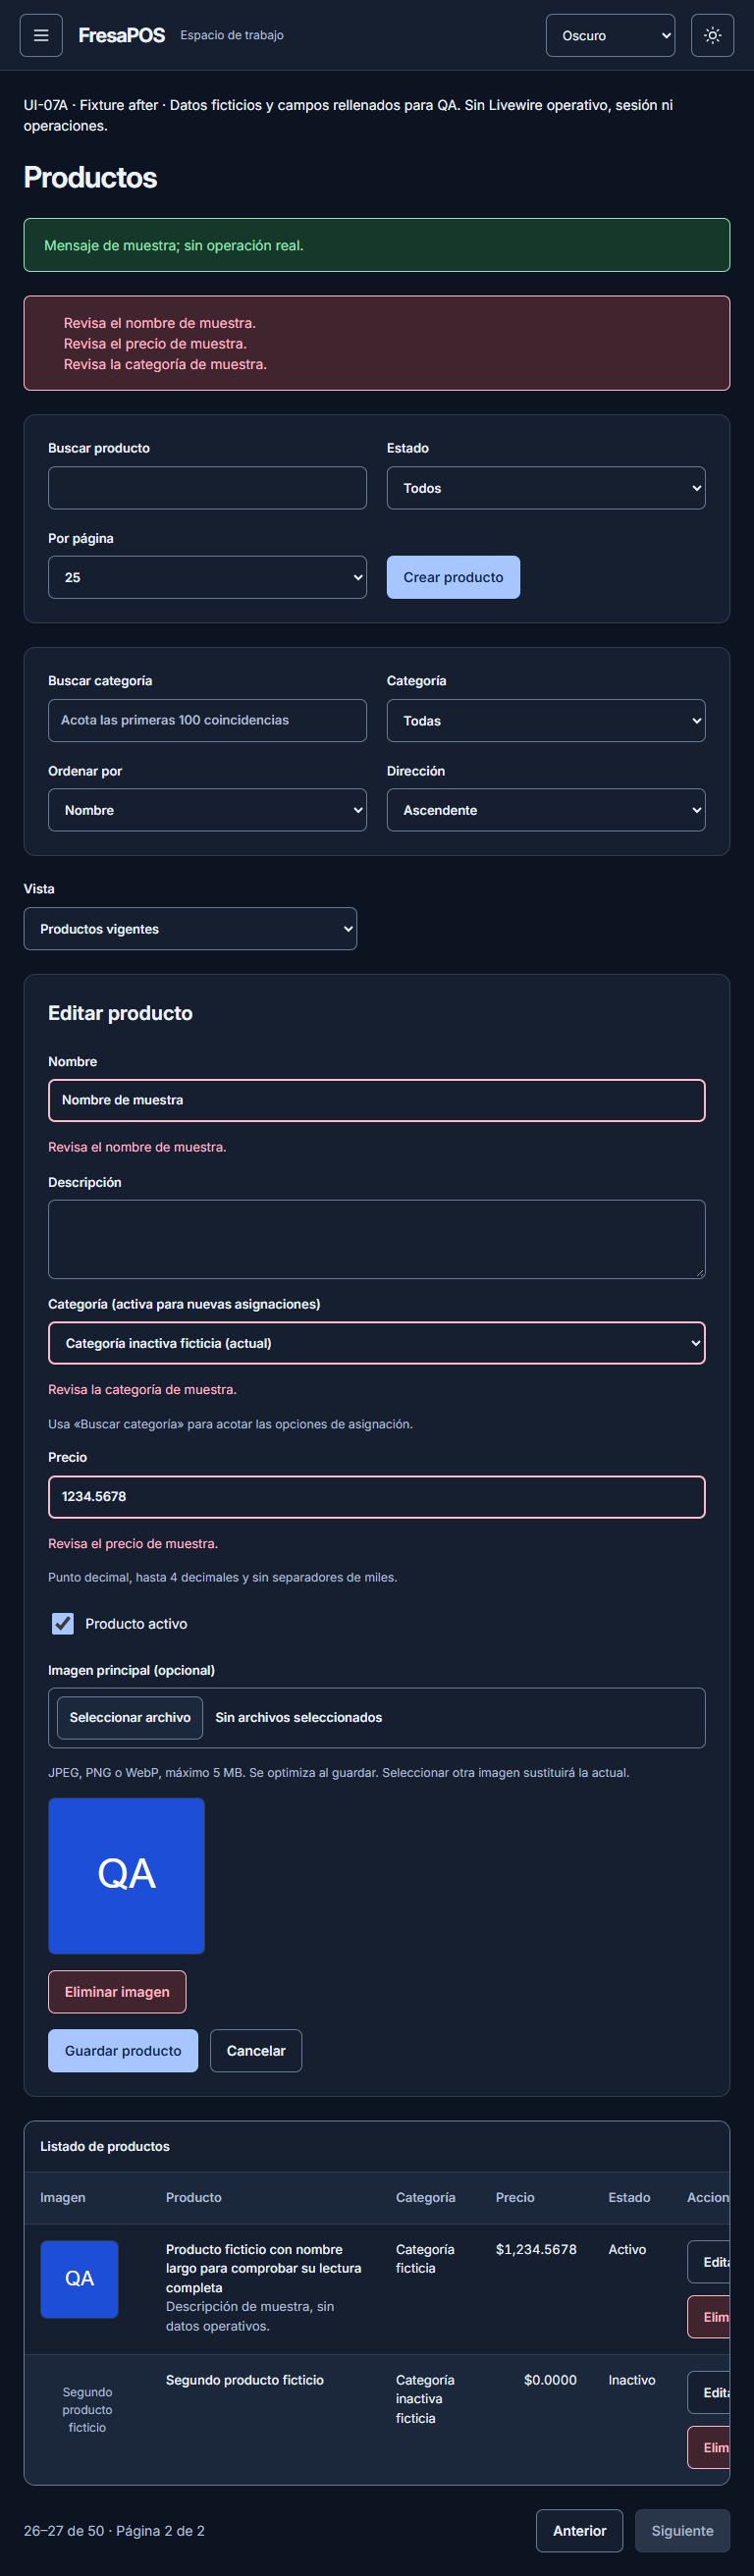 FresaPOS Espacio de trabajo Oscuro
UI-07A · Fixture after · Datos ficticios y campos rellenados para QA. Sin Livewire operativo, sesión ni
operaciones.
Productos
Mensaje de muestra; sin operación real.
Revisa el nombre de muestra.
Revisa el precio de muestra.
Revisa la categoría de muestra.
Buscar producto Estado
Todos
Por página
25 Crear producto
Buscar categoría Categoría
Acota las primeras 100 coincidencias Todas
Ordenar por Dirección
Nombre Ascendente
Vista
Productos vigentes
Editar producto
Nombre
Nombre de muestra
Revisa el nombre de muestra.
Descripción
Categoría (activa para nuevas asignaciones)
Categoría inactiva ficticia (actual)
Revisa la categoría de muestra.
Usa «Buscar categoría» para acotar las opciones de asignación.
Precio
1234.5678
Revisa el precio de muestra.
Punto decimal, hasta 4 decimales y sin separadores de miles.
Producto activo
Imagen principal (opcional)
Seleccionar archivo Sin archivos seleccionados
JPEG, PNG o WebP, máximo 5 MB. Se optimiza al guardar. Seleccionar otra imagen sustituirá la actual.
QA
Eliminar imagen
Guardar producto Cancelar
Listado de productos
Imagen Producto Categoría Precio Estado Accion
Producto ficticio con nombre Categoría $1,234.5678 Activo
QA largo para comprobar su lectura ficticia Edita
completa
Descripción de muestra, sin Elim
datos operativos.
Segundo producto ficticio Categoría $0.0000 Inactivo
Segundo inactiva Edita
producto ficticia
ficticio Elim
26–27 de 50 · Página 2 de 2 Anterior Siguiente